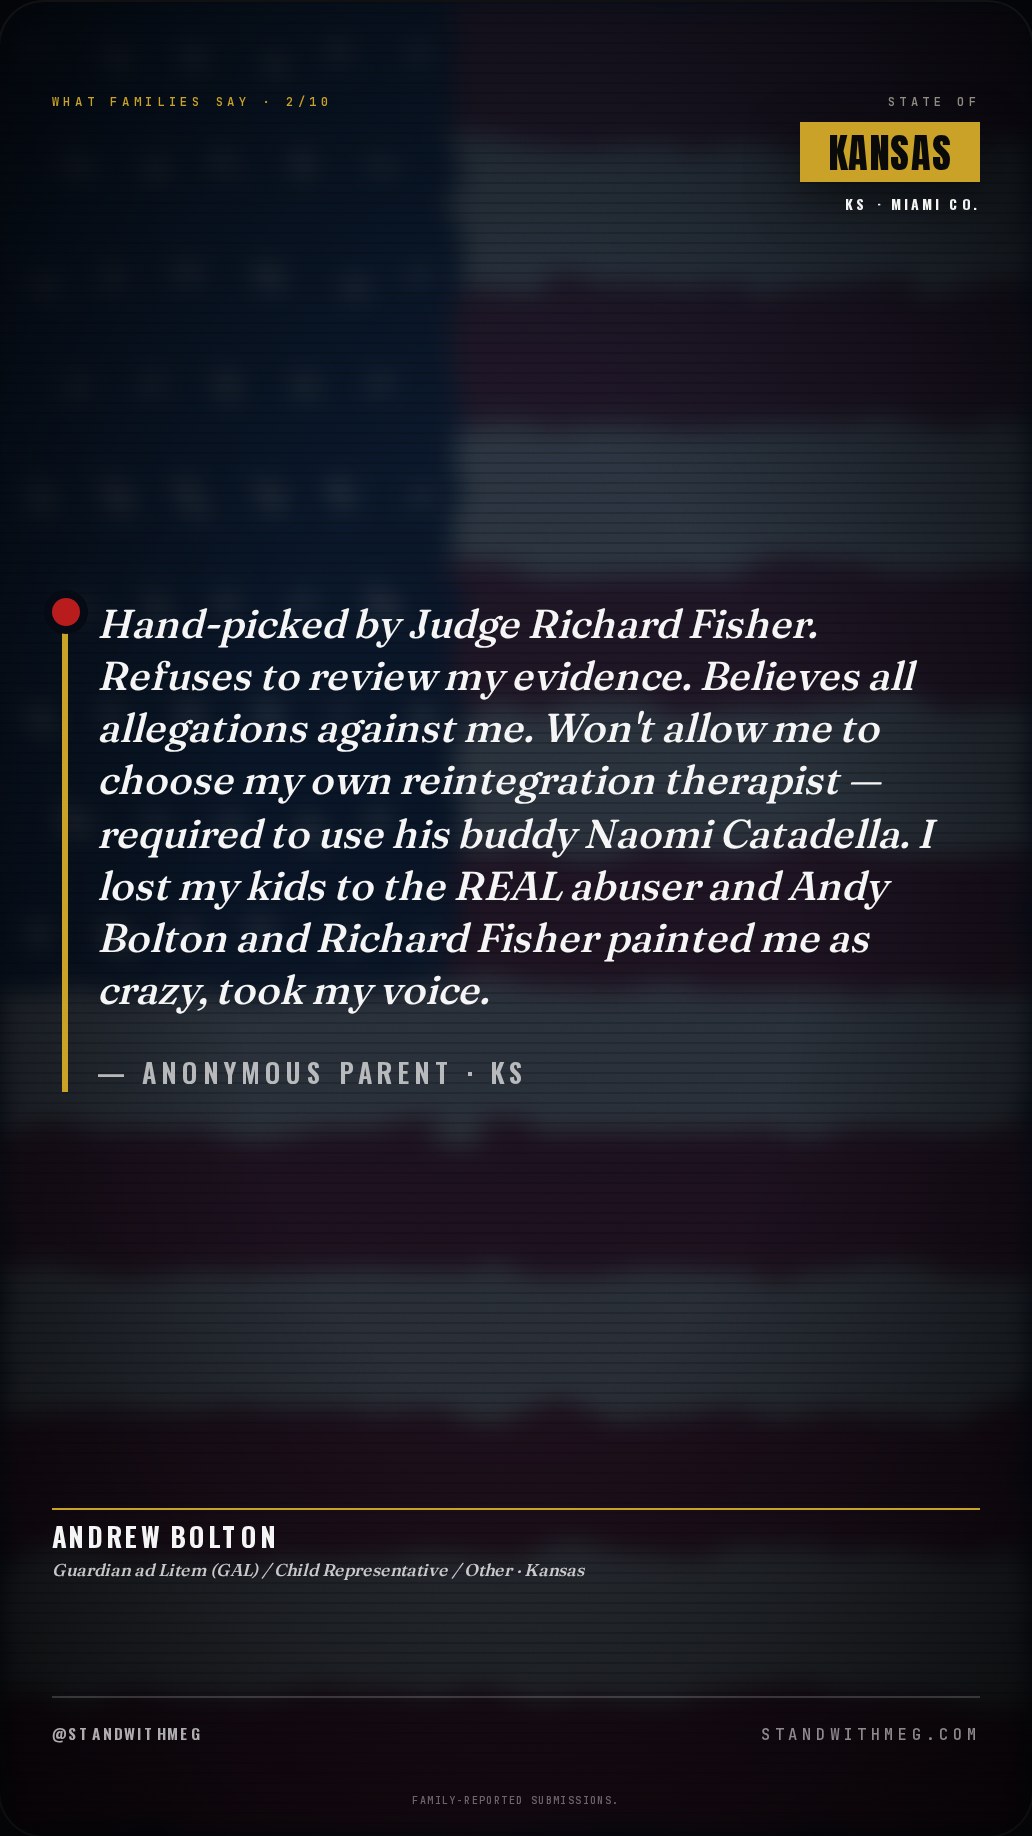 WHAT FAMILIES SAY · 2/10
STATE OF
KANSAS
KS · MIAMI CO.
Hand-picked by Judge Richard Fisher.
Refuses to review my evidence. Believes all
allegations against me. Won't allow me to
choose my own reintegration therapist —
required to use his buddy Naomi Catadella. I
lost my kids to the REAL abuser and Andy
Bolton and Richard Fisher painted me as
crazy, took my voice.
— ANONYMOUS PARENT · KS
ANDREW BOLTON
Guardian ad Litem (GAL) / Child Representative / Other · Kansas
@STANDWITHMEG
STANDWITHMEG.COM
FAMILY-REPORTED SUBMISSIONS.